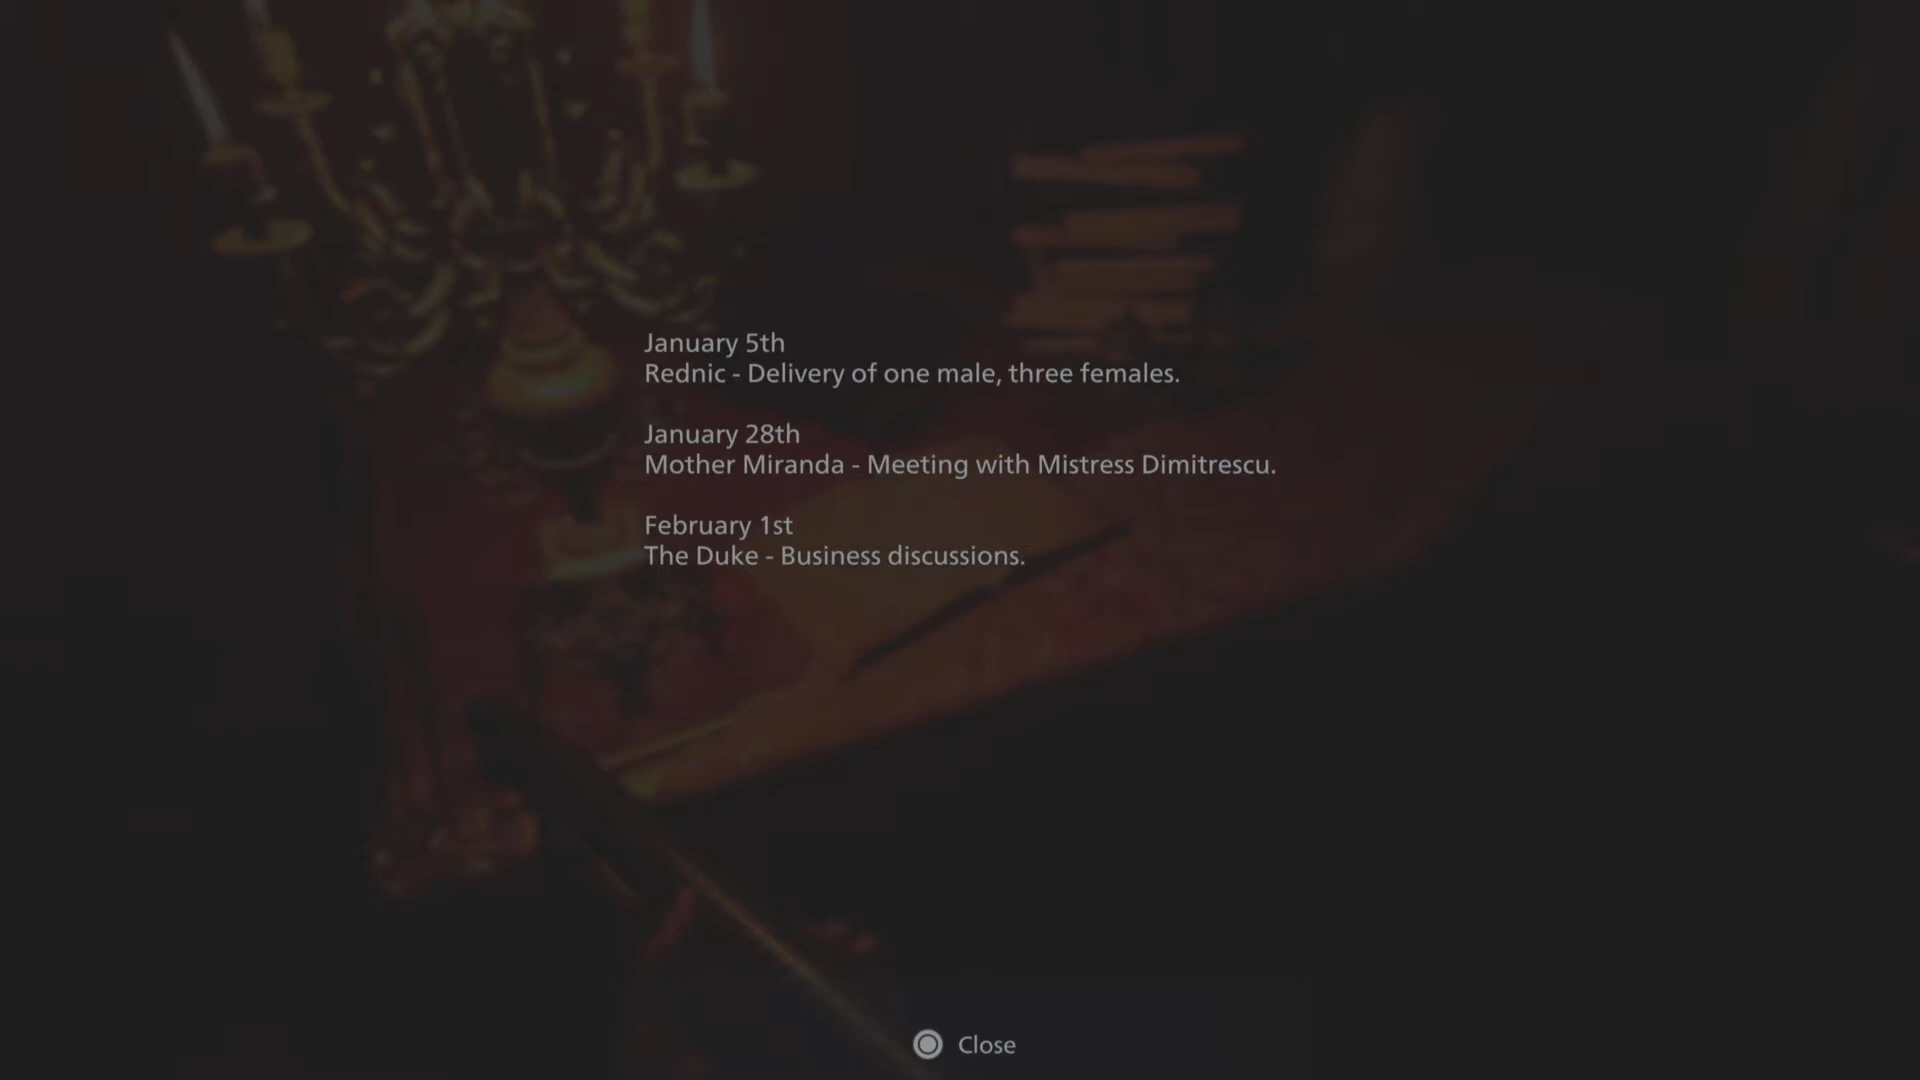 January 5th
Rednic - Delivery of one male, three females.
January 28th
Mother Miranda - Meeting with Mistress Dimitrescu.
February 1st
The Duke - Business discussions.
Close